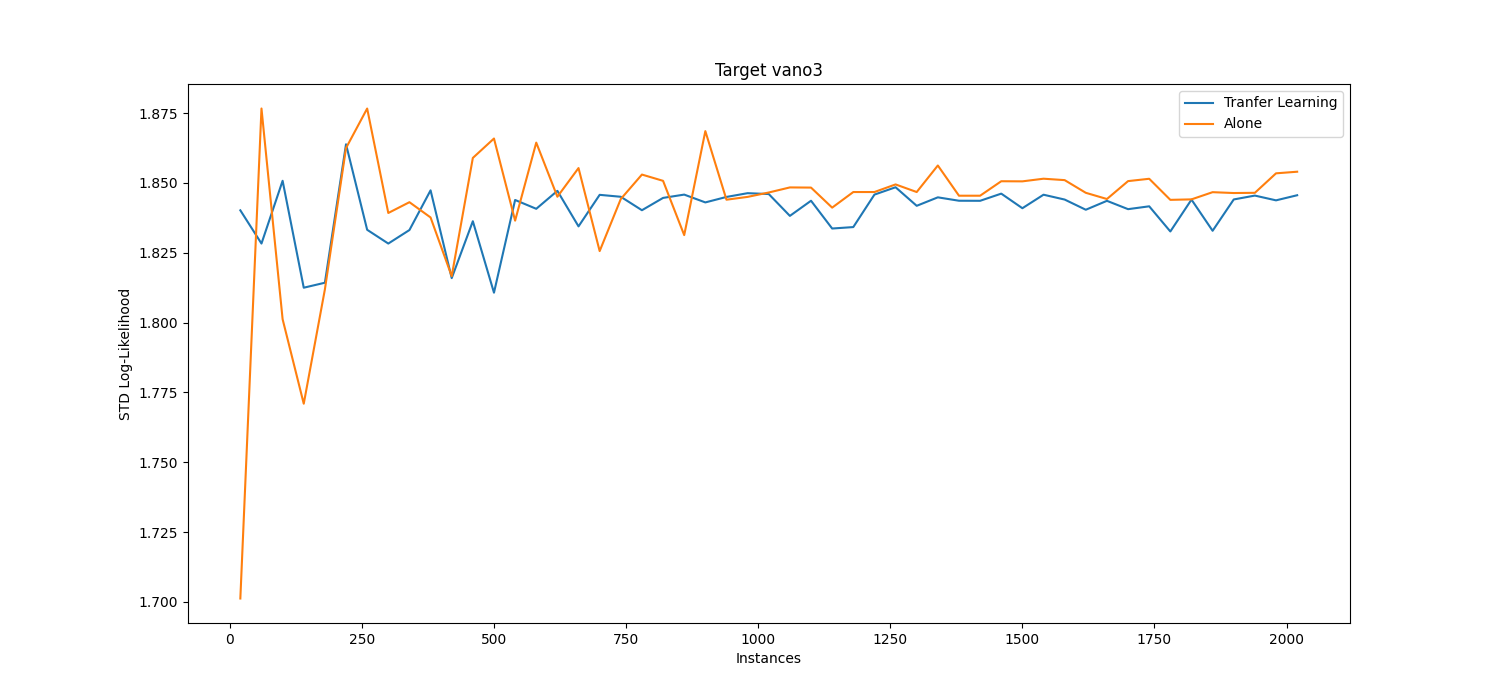 Target vano3
Tranfer Learning
Alone
1.875
1.850
1.825
1.800
1.775
1.750
1.725
1.700
STD Log-Likelihood
0 250 500 750 1000 1250 1500 1750 2000
Instances